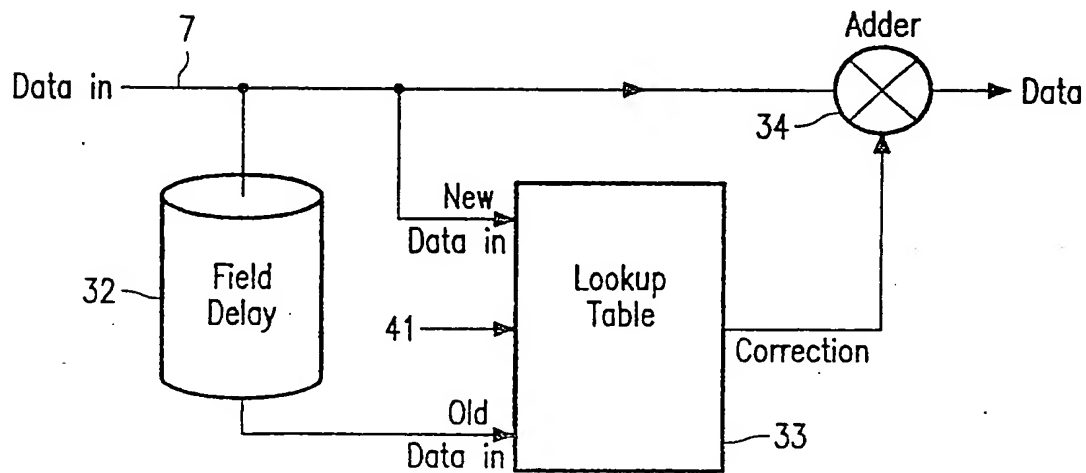 7
Adder
Data in
Data
34
New
Data in
Field
Delay
32
Lookup
Table
41
Correction
Old
Data in
33